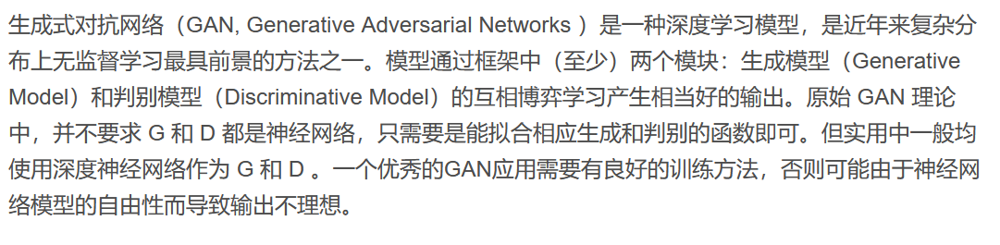 生成式对抗网络（GAN, Generative Adversarial Networks ）是一种深度学习模型，是近年来复杂分
布上无监督学习最具前景的方法之一。模型通过框架中（至少）两个模块：生成模型（Generative
Model）和判别模型（Discriminative Model）的互相博弈学习产生相当好的输出。原始 GAN 理论
中，并不要求 G 和 D 都是神经网络，只需要是能拟合相应生成和判别的函数即可。但实用中一般均
使用深度神经网络作为 G 和 D 。一个优秀的GAN应用需要有良好的训练方法，否则可能由于神经网
络模型的自由性而导致输出不理想。